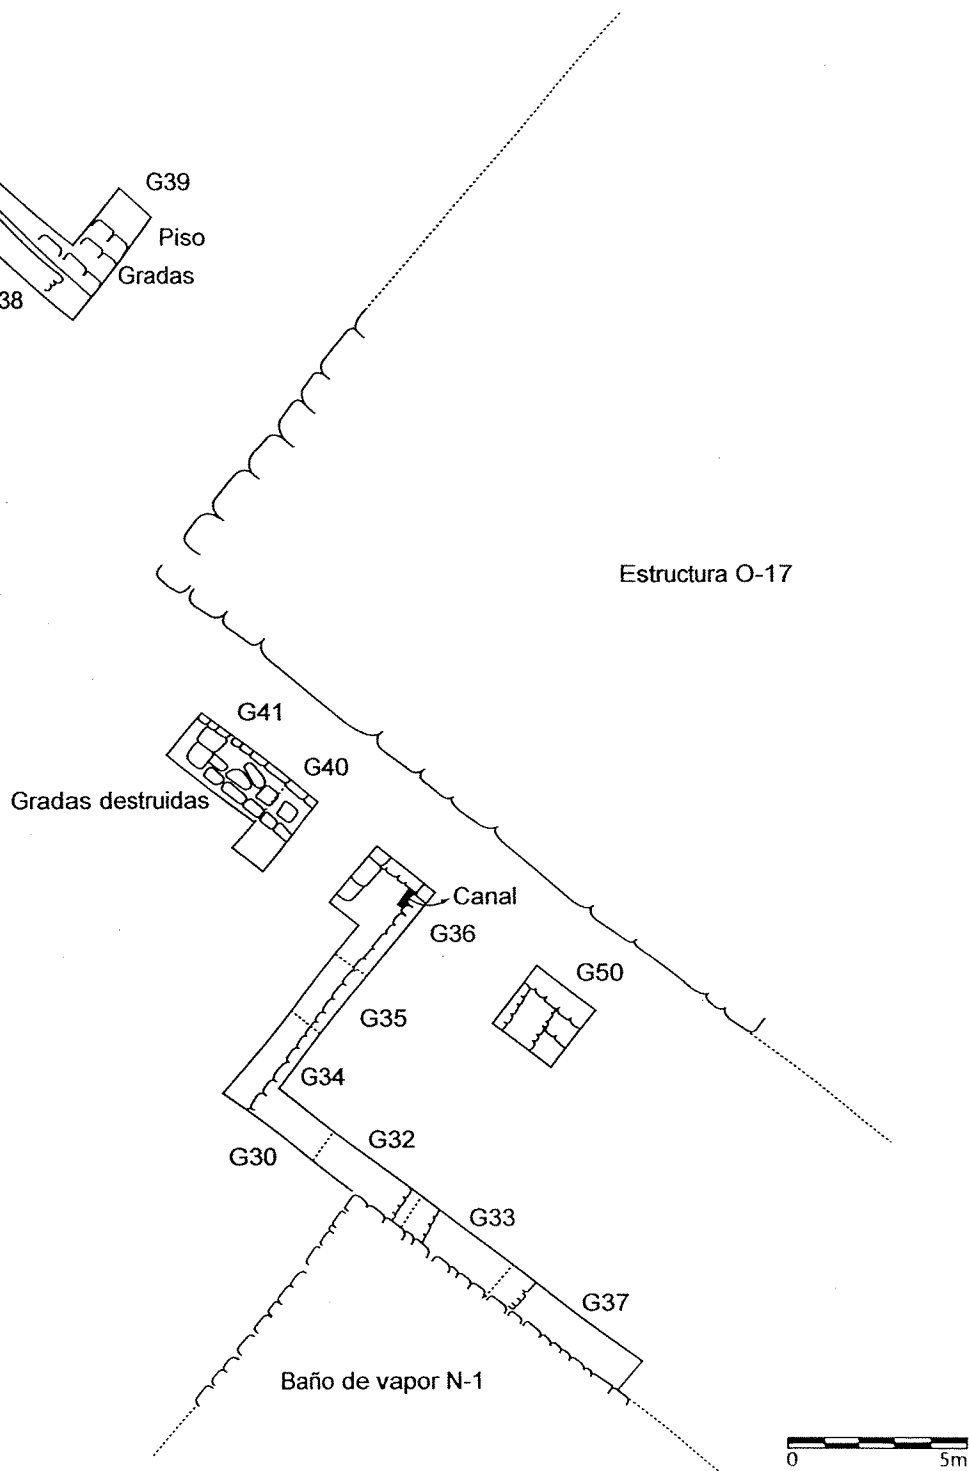 G39
Piso
Gradas
38
Estructura O-17
G41
G40
Gradas destruidas
Canal
G36
G50
G35
G34
G32
G30
G33
G37
Baño de vapor N-1
0 5m